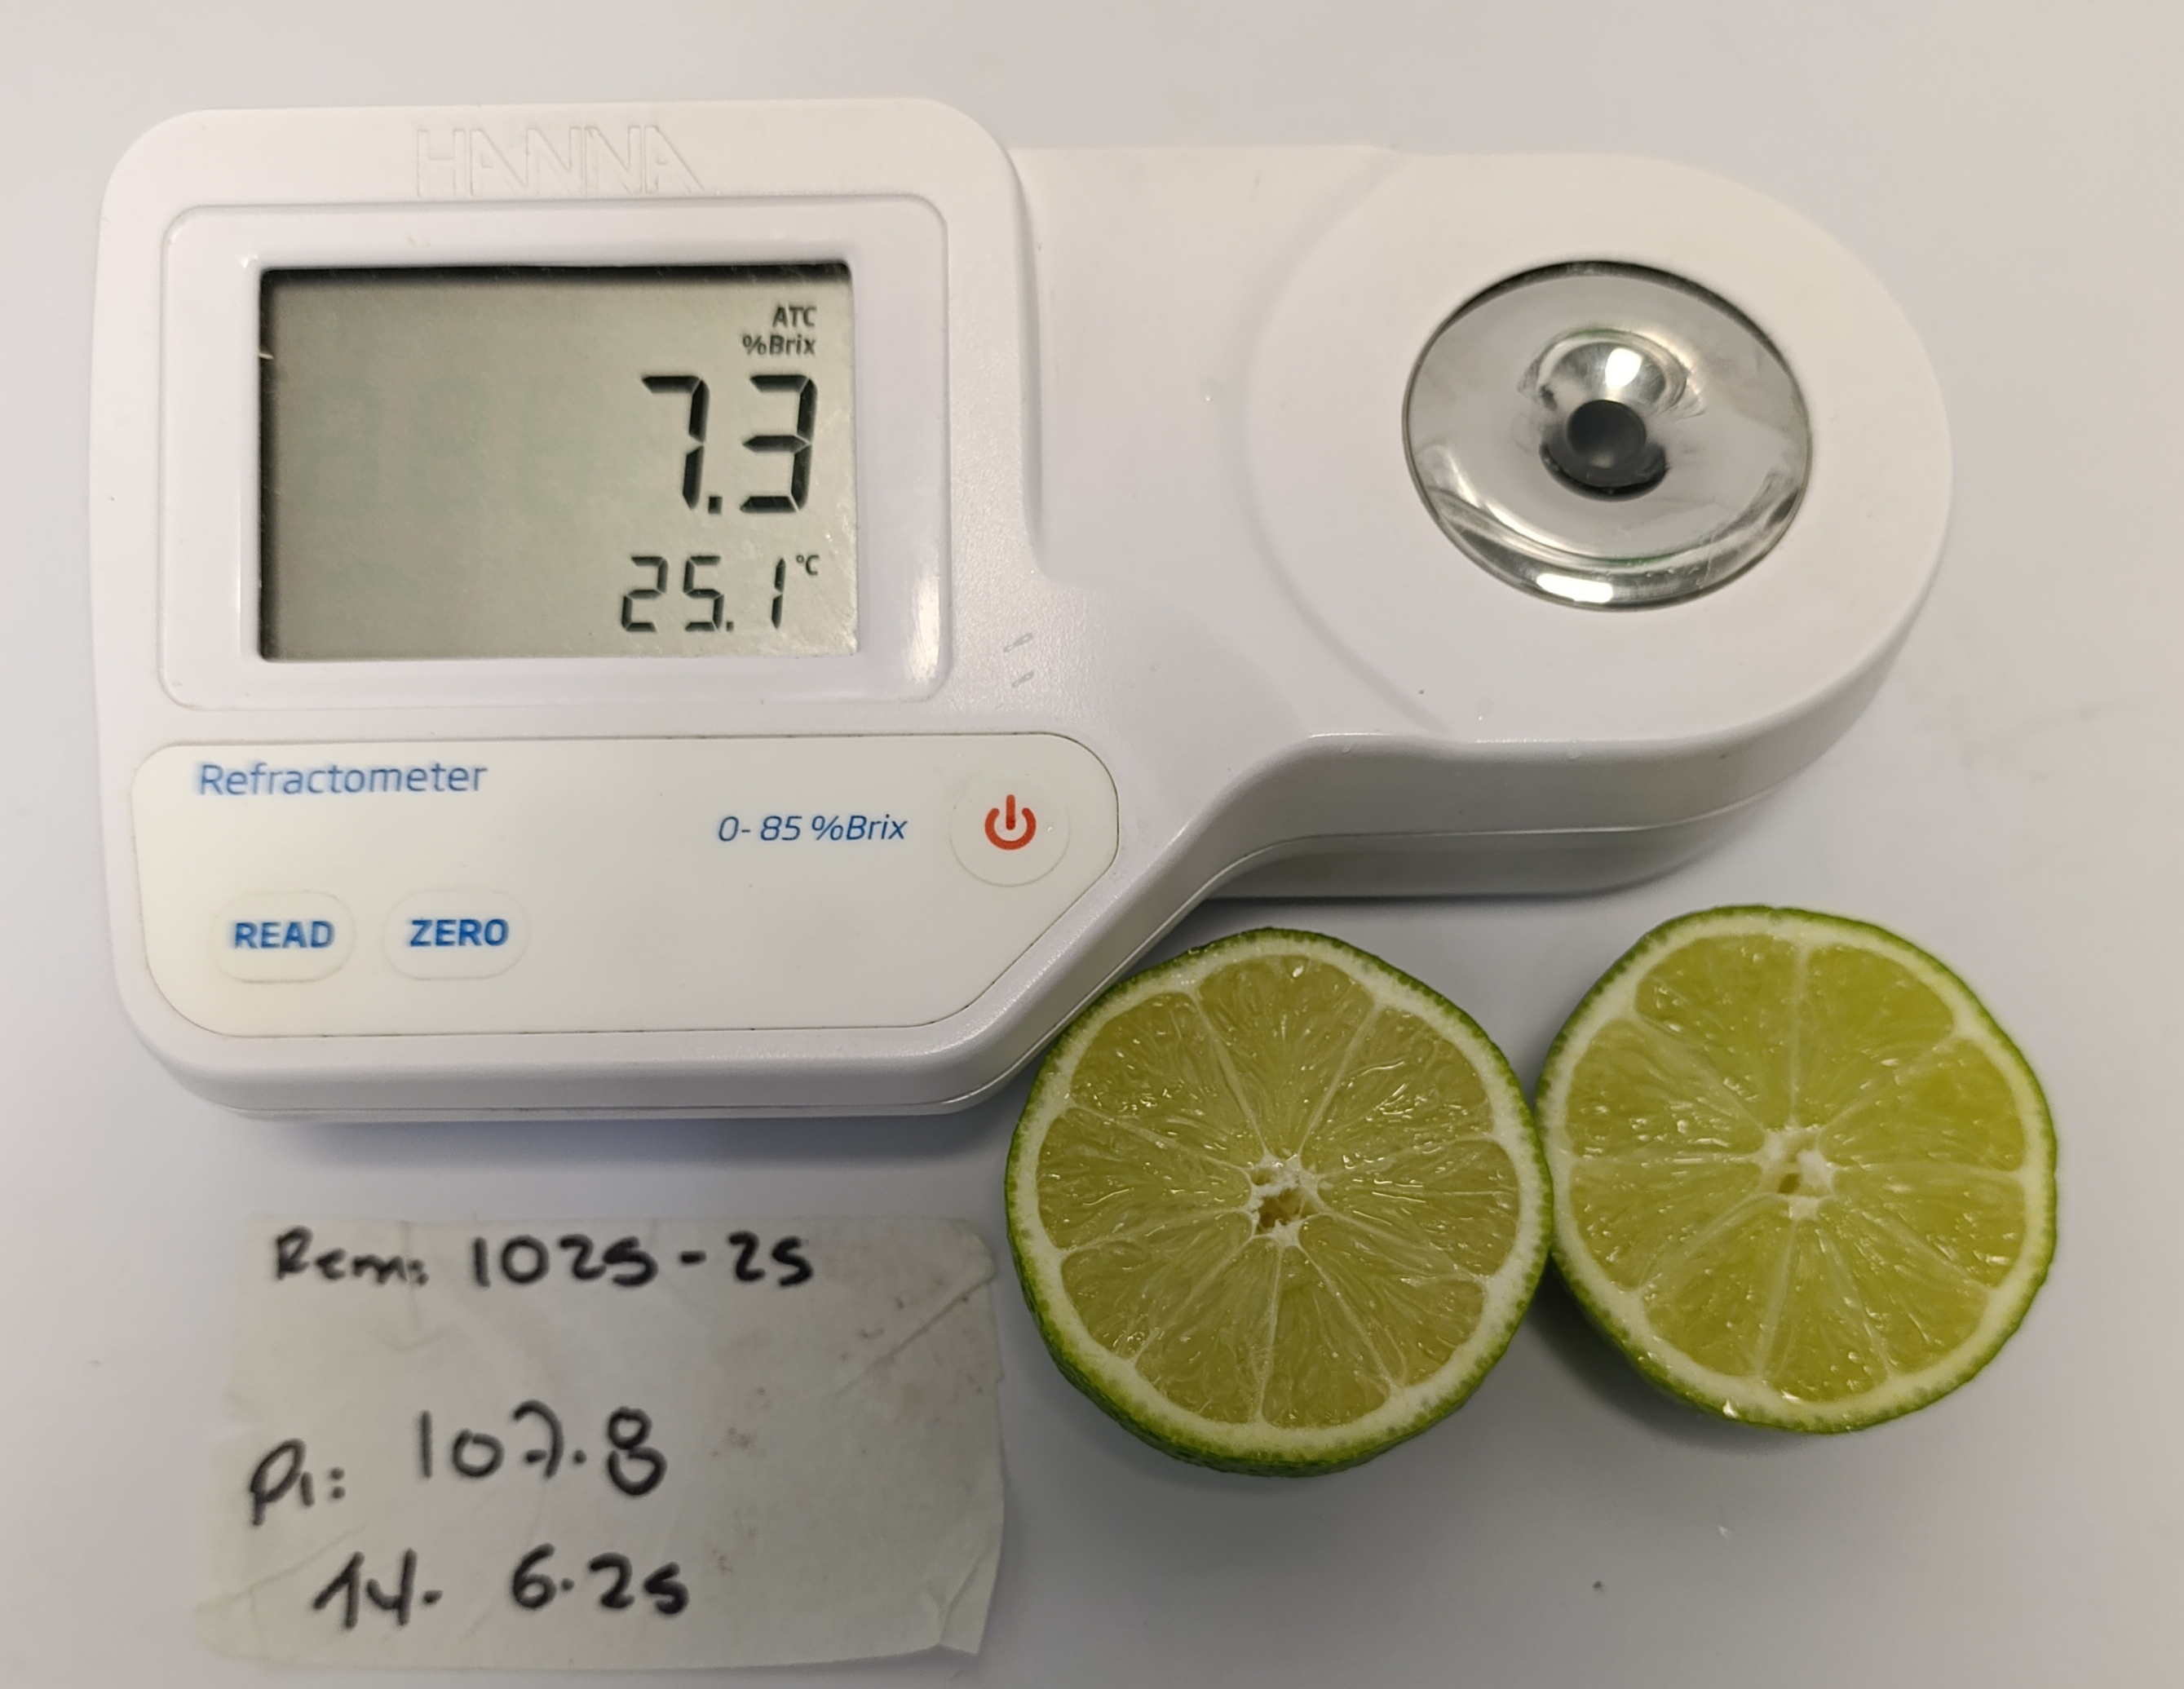 HANNA
ATC
%Brix
7.3
25.1 °C
Refractometer
0-85 %Brix
READ ZERO
Rem: 1025-25
P1: 107.8
14. 6.25